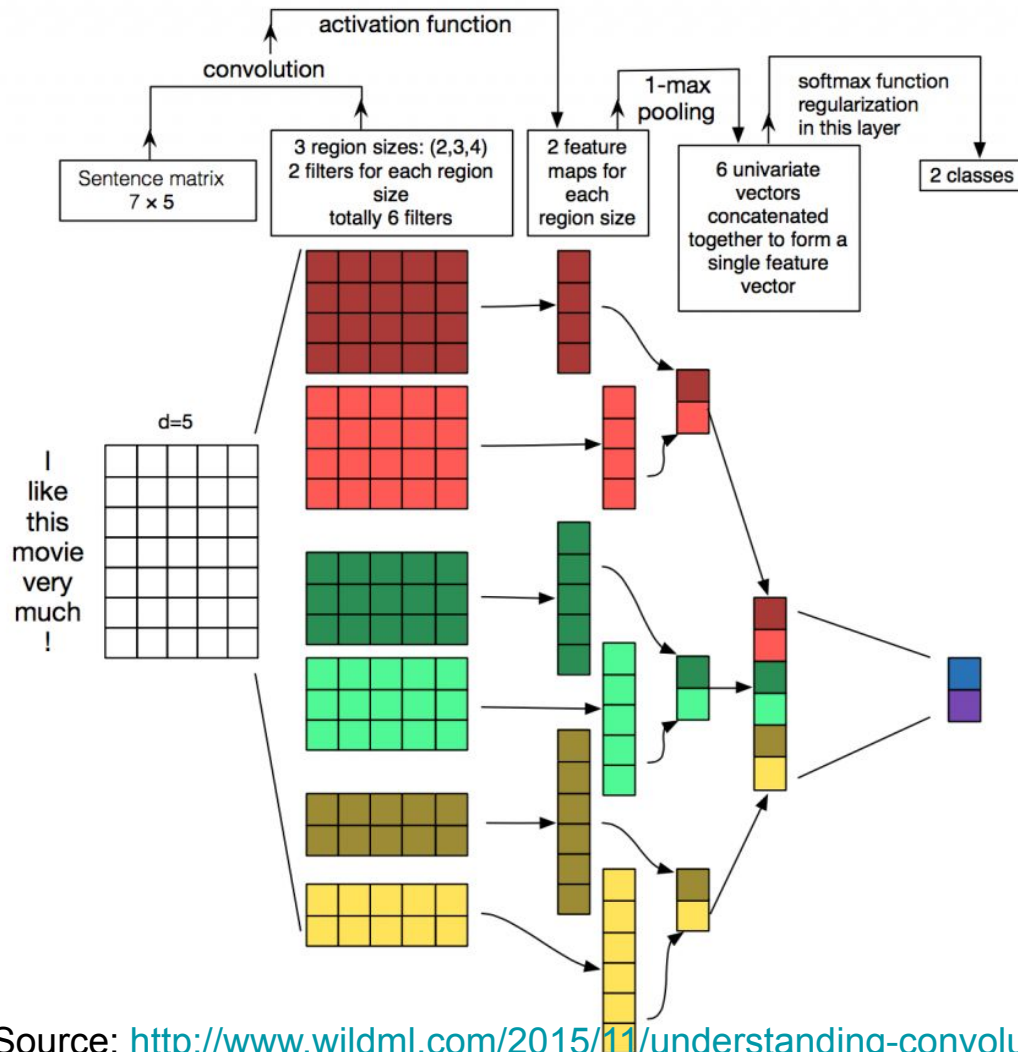 activation function
convolution
1-max
pooling
softmax function
regularization
in this layer
Sentence matrix
7 × 5
3 region sizes: (2,3,4)
2 filters for each region
size
totally 6 filters
2 feature
maps for
each
region size
6 univariate
vectors
concatenated
together to form a
single feature
vector
2 classes
d=5
I
like
this
movie
very
much
!
Source: http://www.wildml.com/2015/11/understanding-convolu